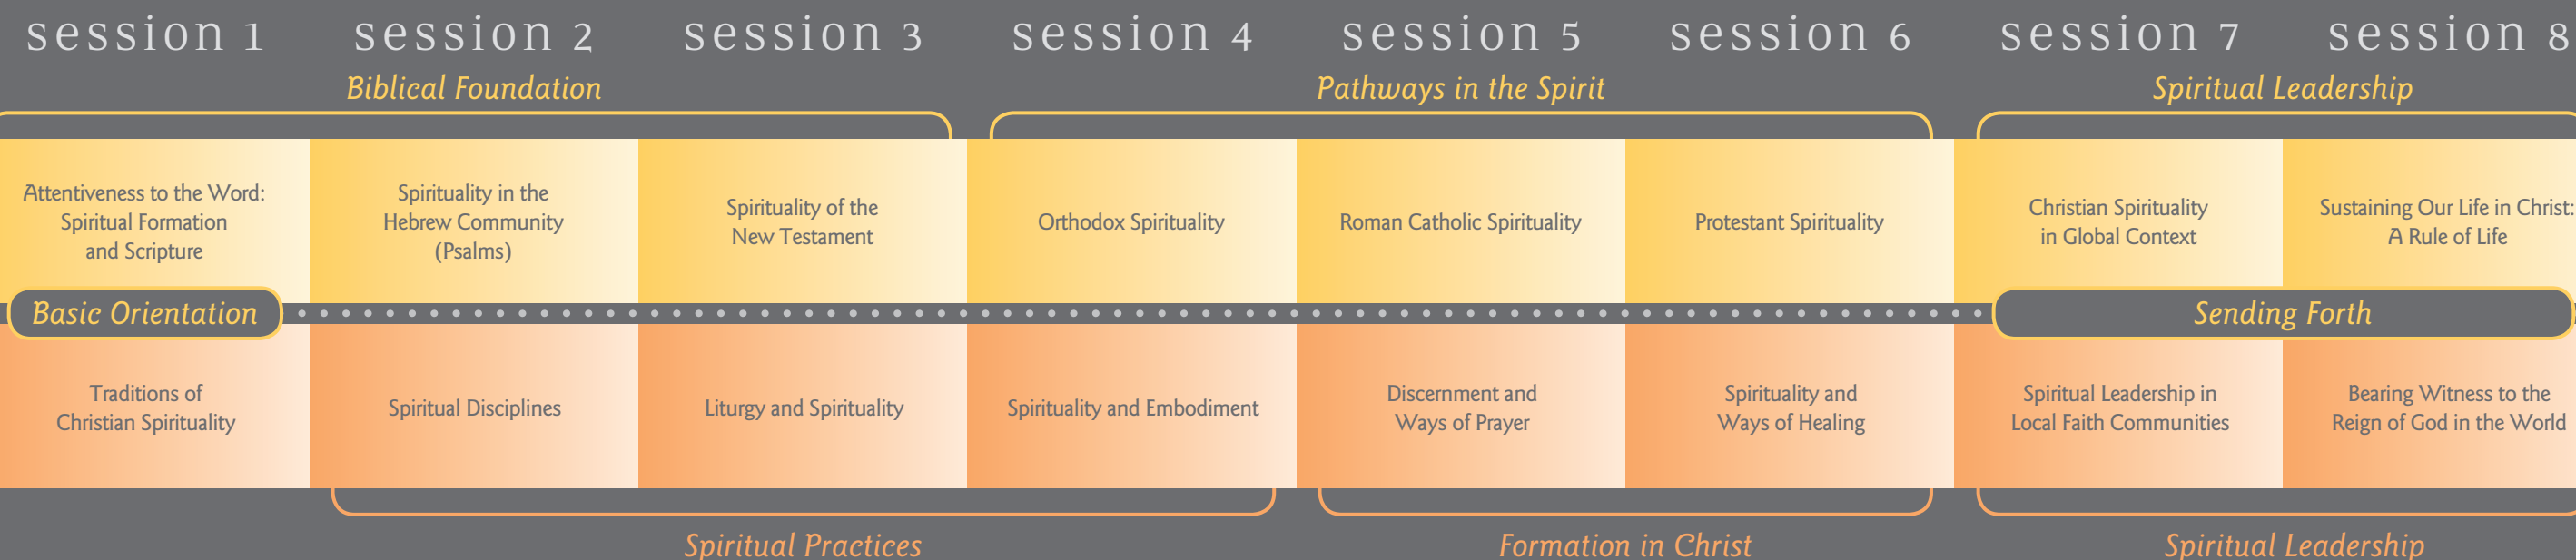 session 1 session 2 session 3 session 4 session 5 session 6 session 7 session 8
Biblical Foundation
Pathways in the Spirit
Spiritual Leadership
Attentiveness to the Word:
Spiritual Formation
and Scripture
Spirituality in the
Hebrew Community
(Psalms)
Spirituality of the
New Testament
Orthodox Spirituality
Roman Catholic Spirituality
Protestant Spirituality
Christian Spirituality
in Global Context
Sustaining Our Life in Christ:
A Rule of Life
Basic Orientation
Sending Forth
Traditions of
Christian Spirituality
Spiritual Disciplines
Liturgy and Spirituality
Spirituality and Embodiment
Discernment and
Ways of Prayer
Spirituality and
Ways of Healing
Spiritual Leadership in
Local Faith Communities
Bearing Witness to the
Reign of God in the World
Spiritual Practices
Formation in Christ
Spiritual Leadership